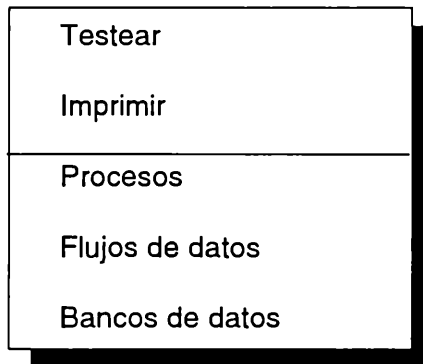 Testear
Imprimir
Procesos
Flujos de datos
Bancos de datos